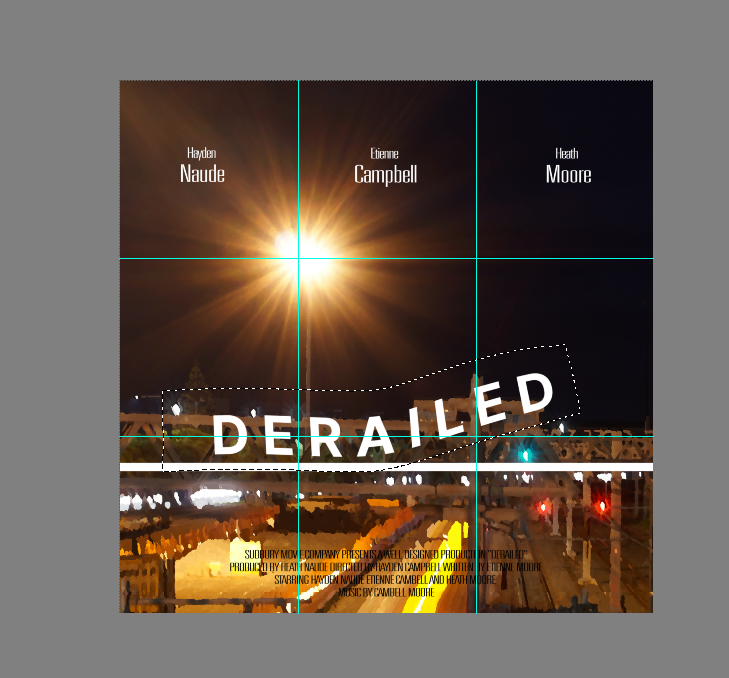 Hayden
Naude
Etienne
Campbell
Heath
Moore
DERAILED
SUDBURY MOVIE COMPANY PRESENTS A WELL DESIGNED PRODUCTION "DERAILED"
PRODUCED BY HEATH NAUDE DIRECTED BY HAYDEN CAMPBELL WRITTEN BY ETIENNE MOORE
STARRING HAYDEN NAUDE ETIENNE CAMBELL AND HEATH MOORE
MUSIC BY CAMBELL MOORE